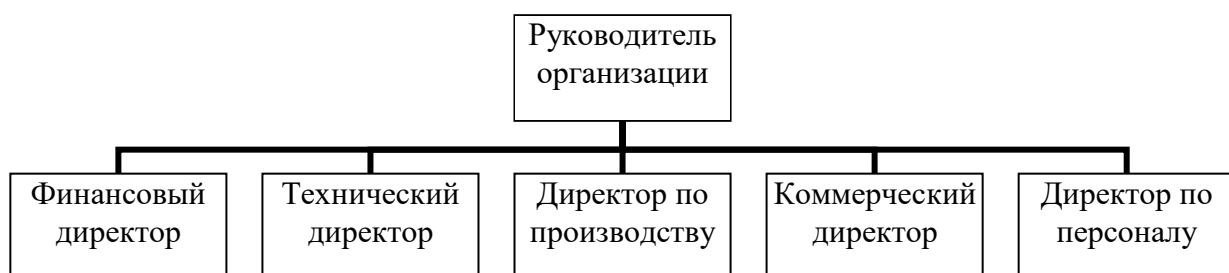 Руководитель
организации
Финансовый
директор
Технический
директор
Директор по
производству
Коммерческий
директор
Директор по
персоналу